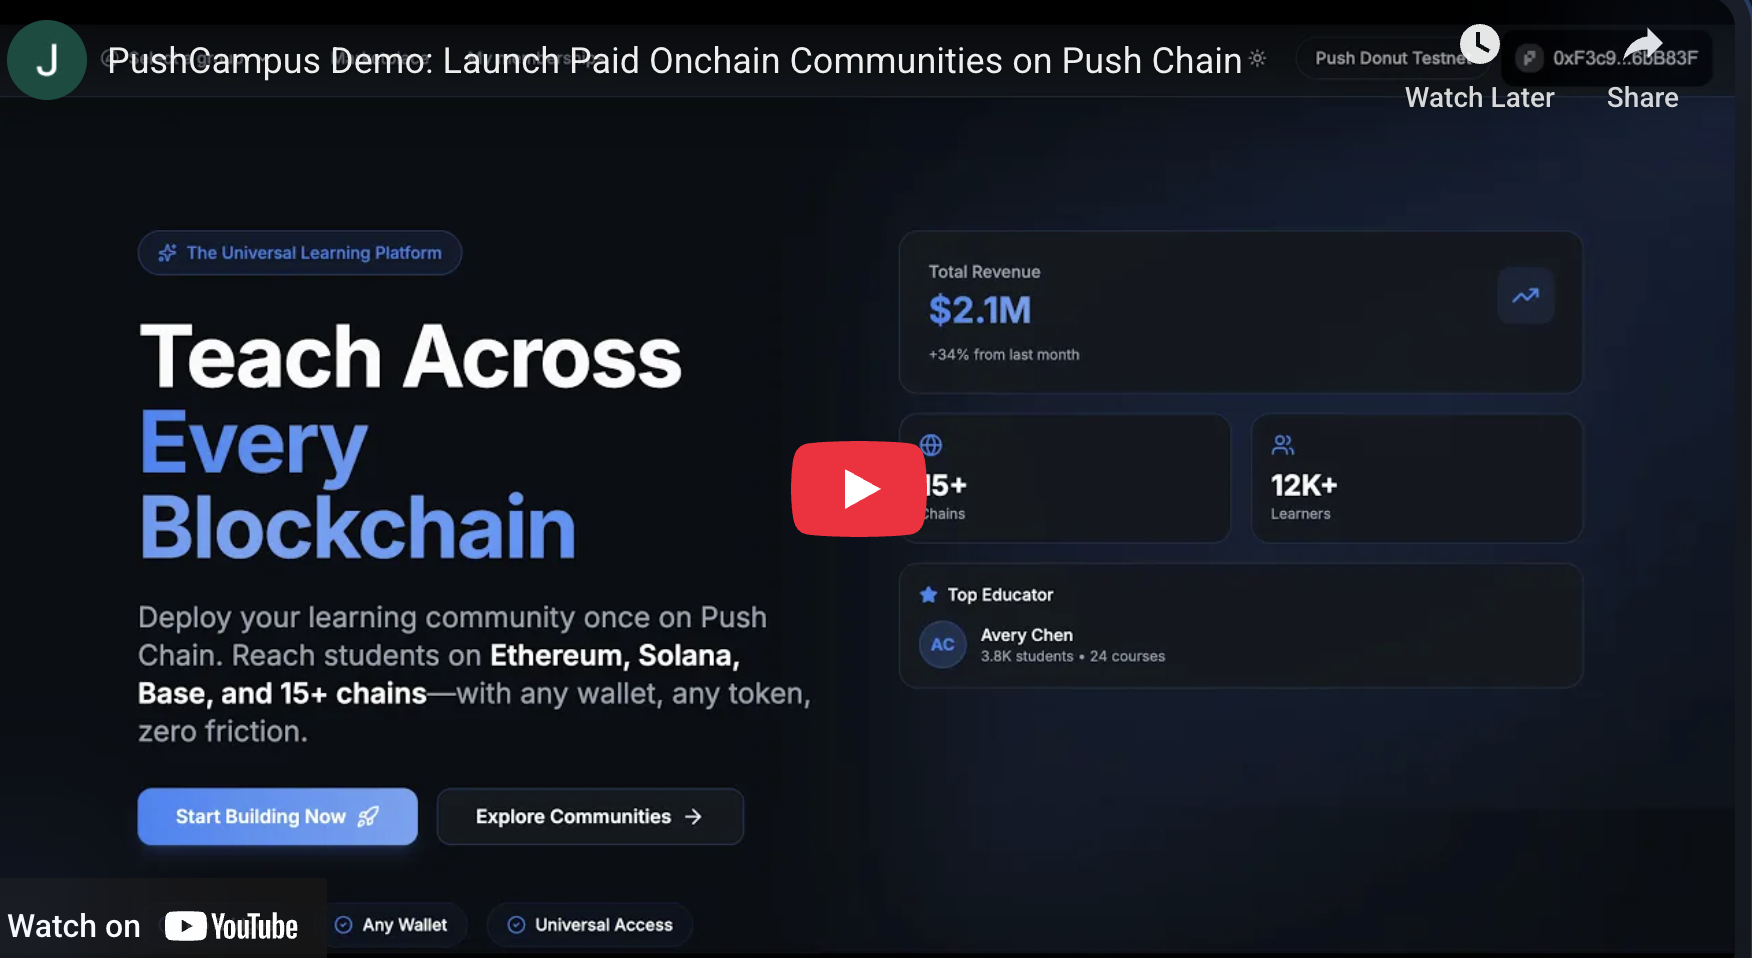 J
PushCampus Demo: Launch Paid Onchain Communities on Push Chain
Push Donut Testnet
0xF3c9...6bB83F
Watch Later
Share
The Universal Learning Platform
Teach Across
Every
Blockchain
Deploy your learning community once on Push
Chain. Reach students on Ethereum, Solana,
Base, and 15+ chains—with any wallet, any token,
zero friction.
Start Building Now
Explore Communities
Total Revenue
$2.1M
+34% from last month
15+
Chains
12K+
Learners
Top Educator
AC
Avery Chen
3.8K students • 24 courses
Watch on YouTube
Any Wallet
Universal Access